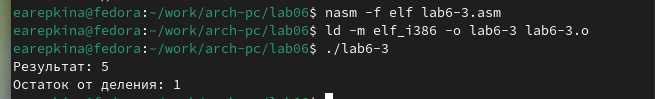 earepkina@fedora:~/work/arch-pc/lab06$ nasm -f elf lab6-3.asm
earepkina@fedora:~/work/arch-pc/lab06$ ld -m elf_i386 -o lab6-3 lab6-3.o
earepkina@fedora:~/work/arch-pc/lab06$ ./lab6-3
Результат: 5
Остаток от деления: 1
earepkina@fedora:~/work/arch-pc/lab06$